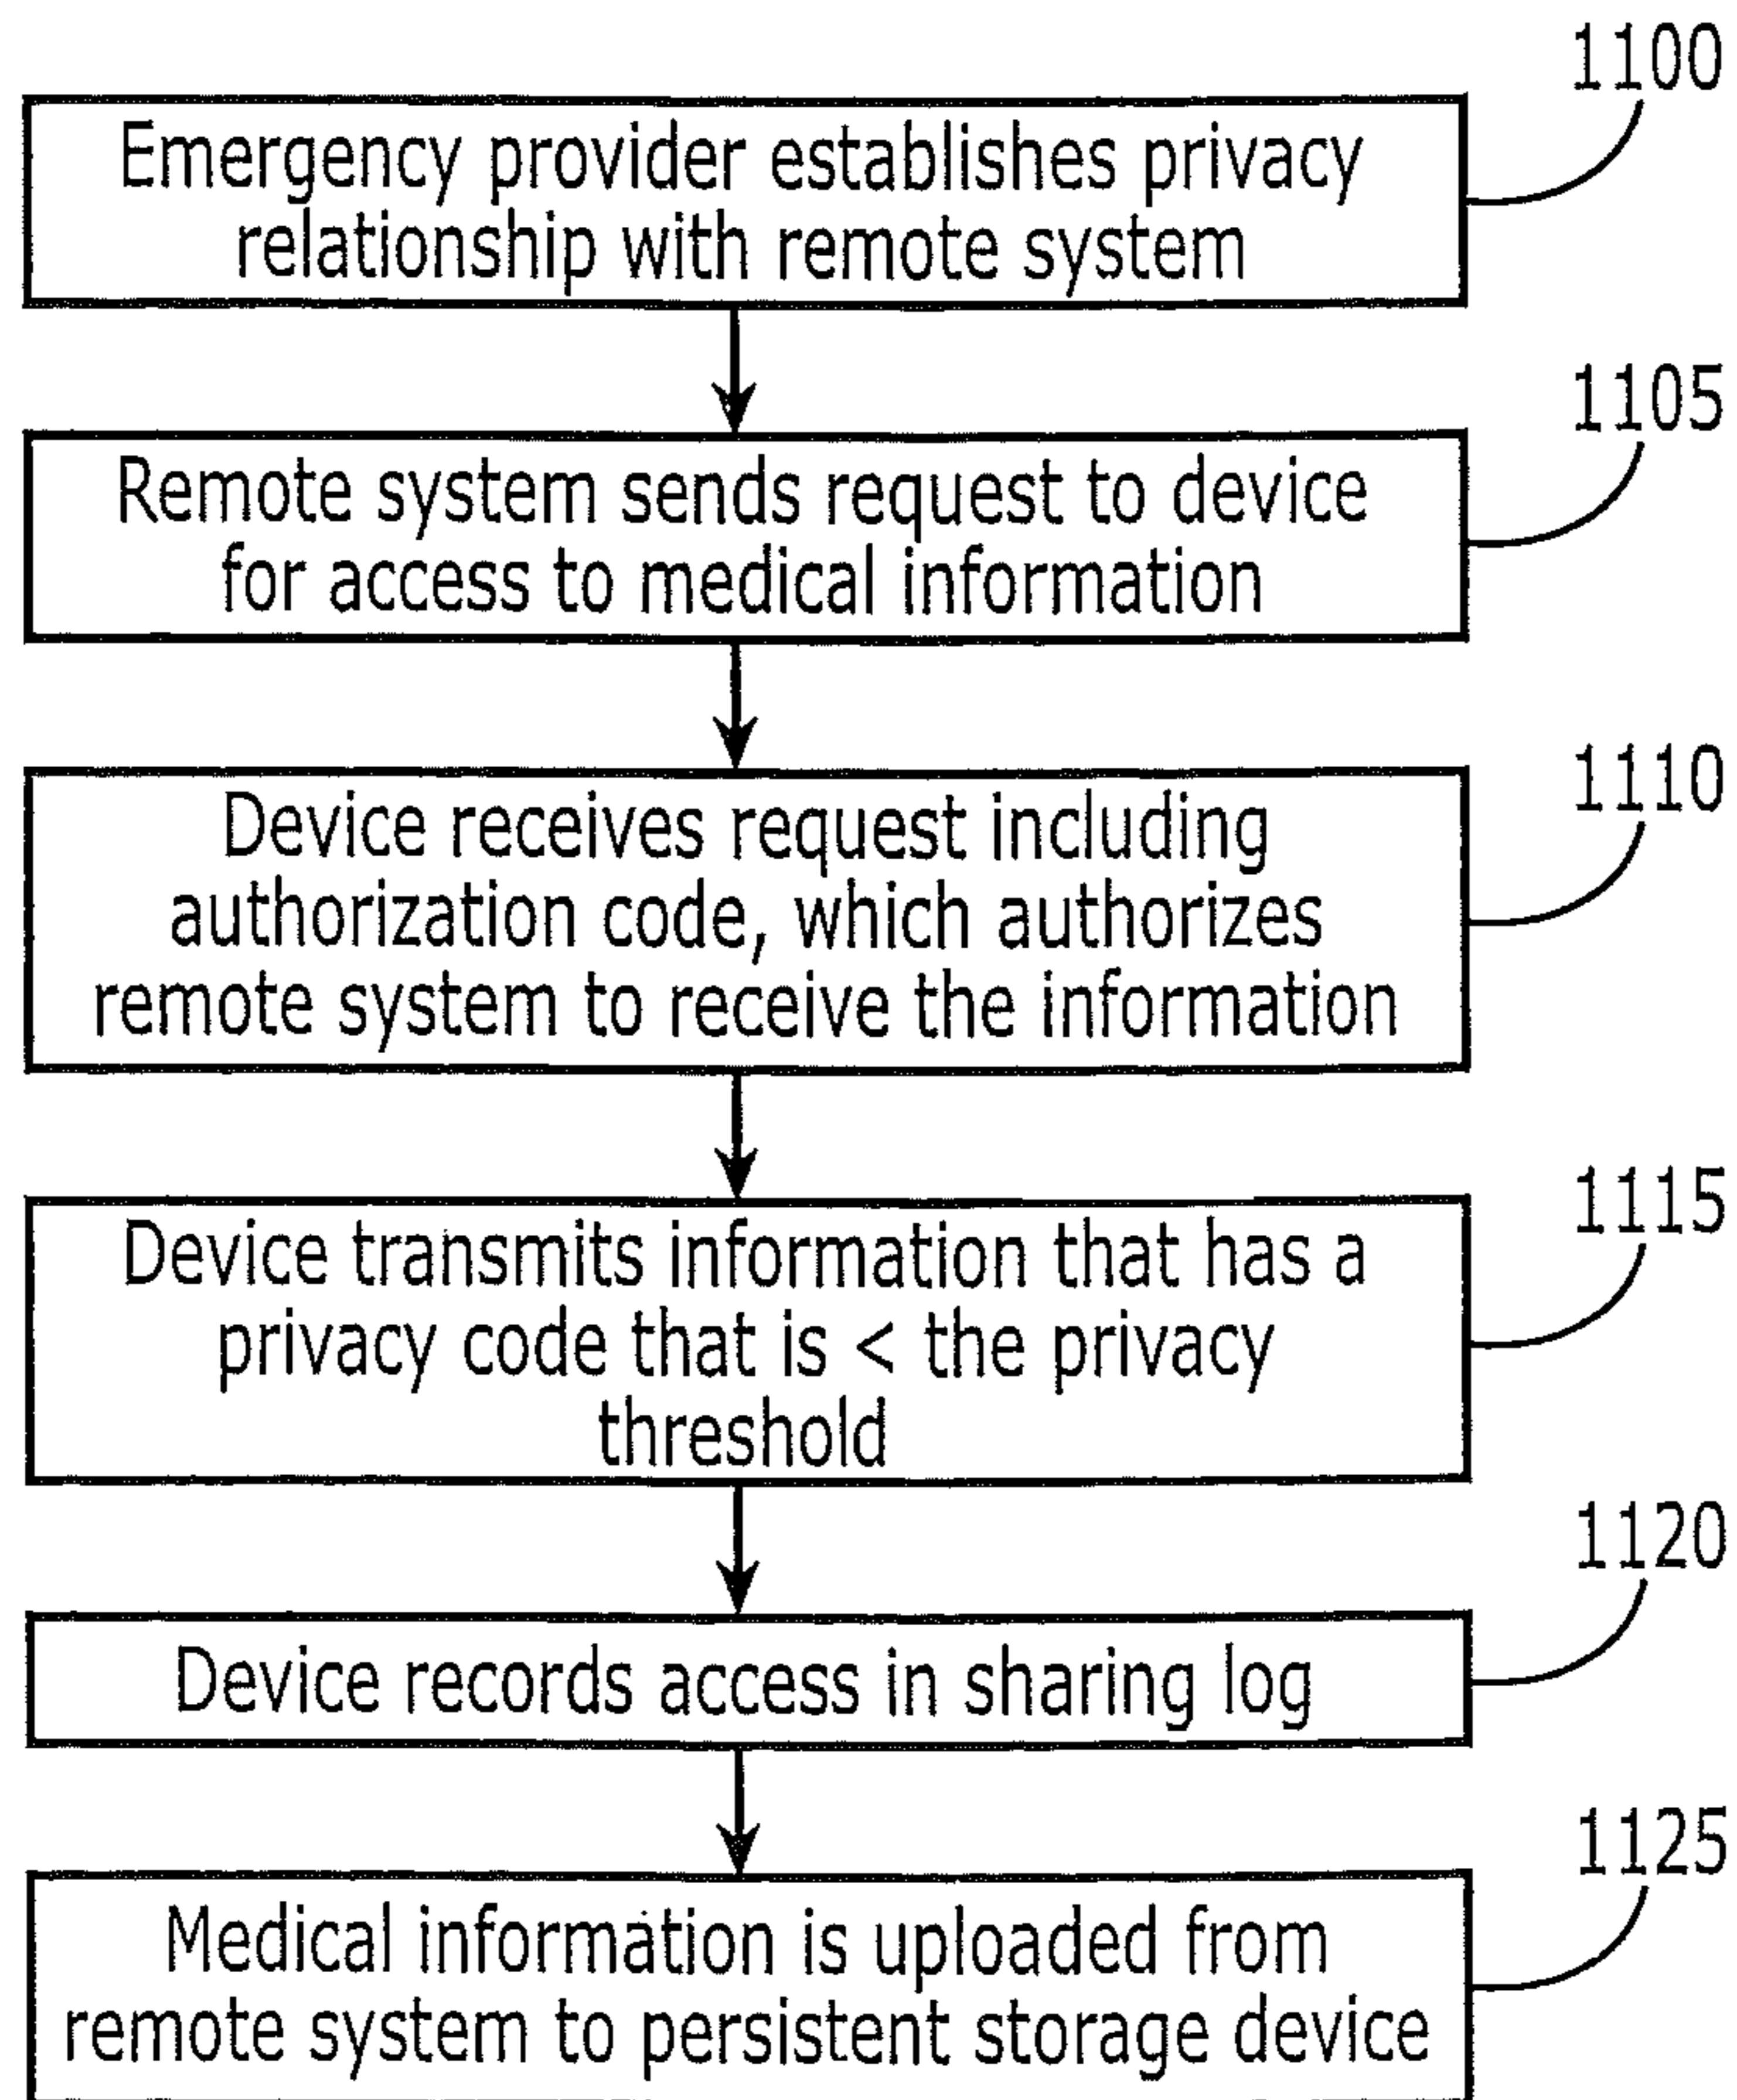 1100
Emergency provider establishes privacy
relationship with remote system
1105
Remote system sends request to device
for access to medical information
1110
Device receives request including
authorization code, which authorizes
remote system to receive the information
1115
Device transmits information that has a
privacy code that is < the privacy
threshold
1120
Device records access in sharing log
1125
Medical information is uploaded from
remote system to persistent storage device